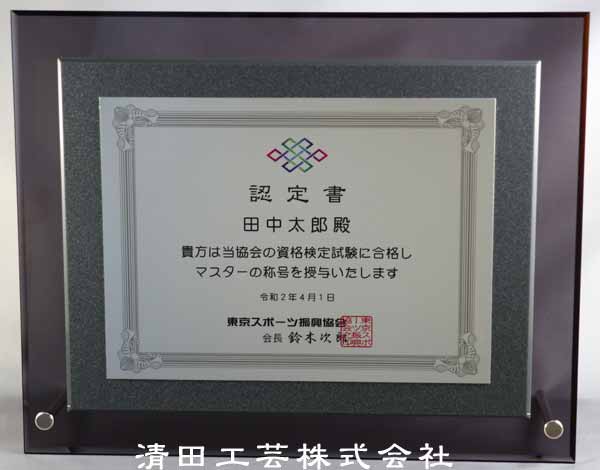 認定書
田中太郎殿
貴方は当協会の資格検定試験に合格し
マスターの称号を授与いたします
令和2年4月1日
東京スポーツ振興協会
会長 鈴木次郎
清田工芸株式会社